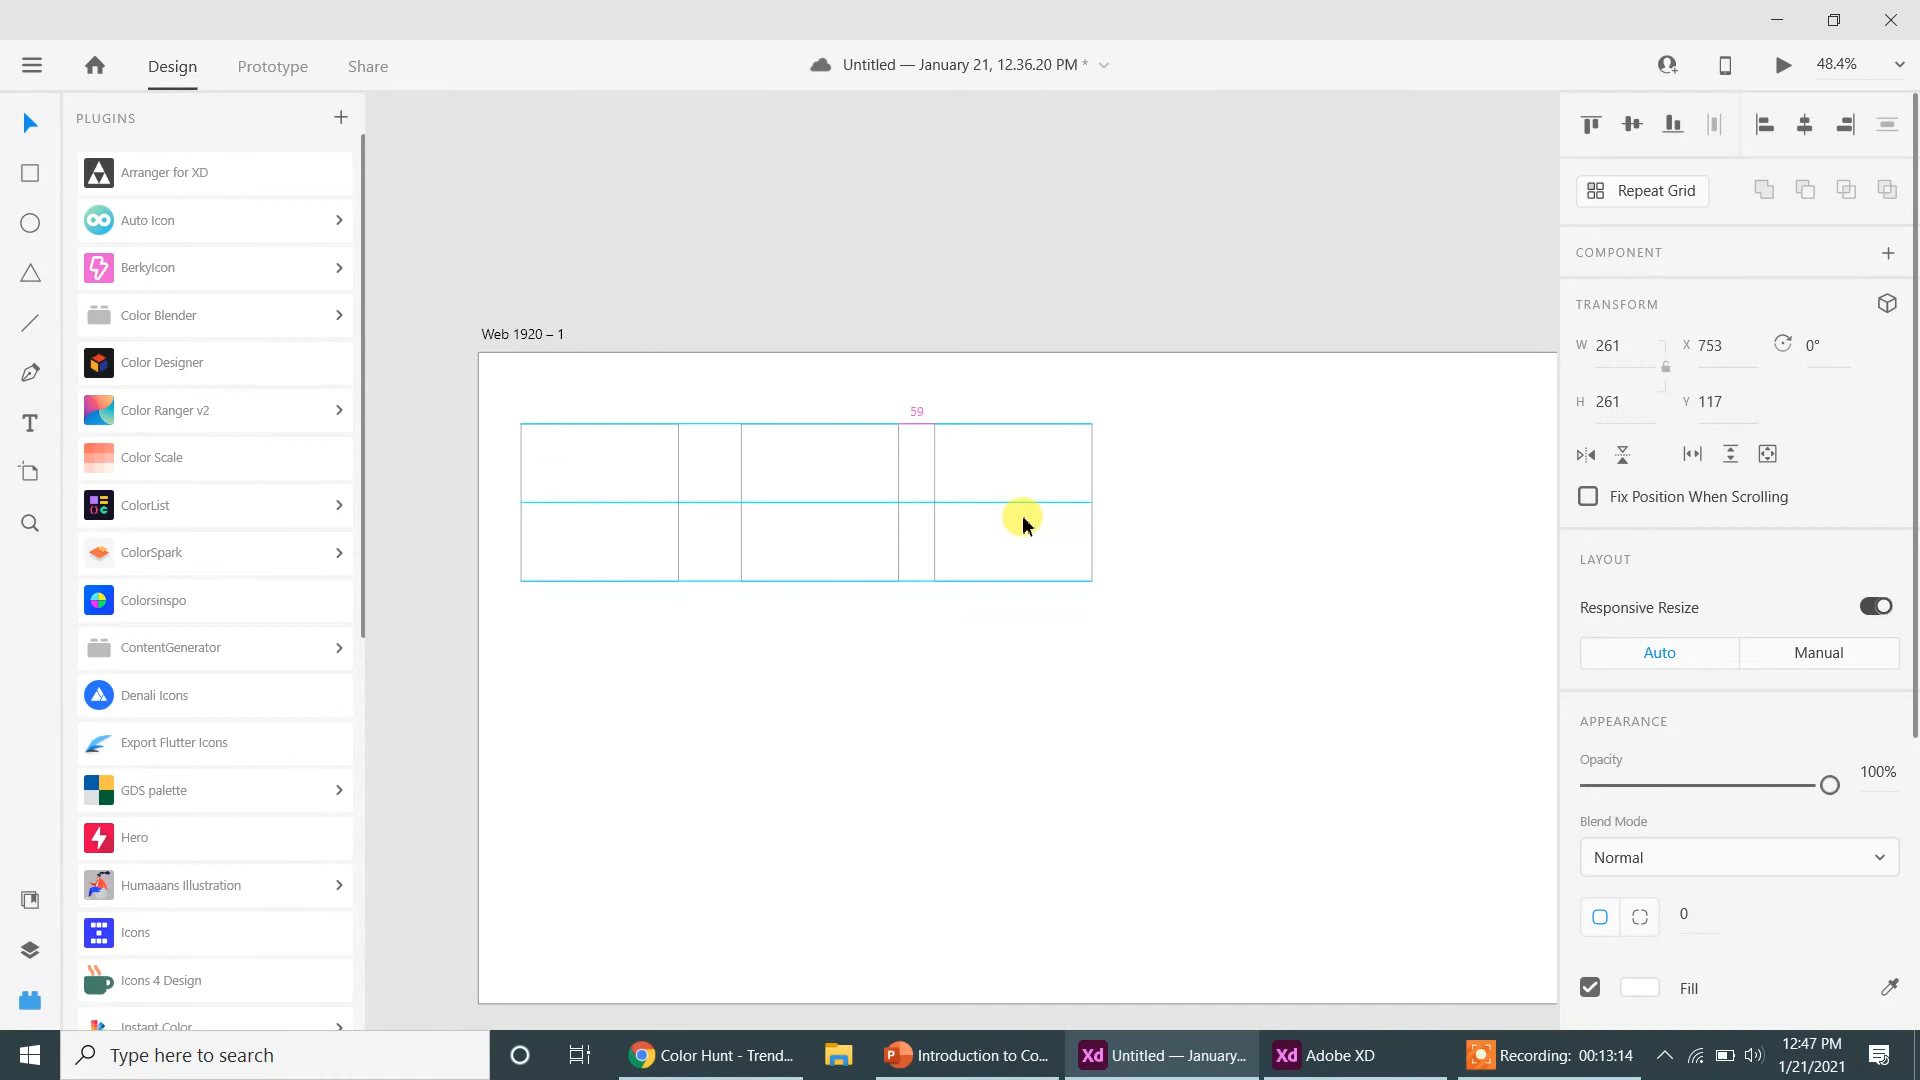 Design
Prototype
Share
Untitled — January 21, 12.36.20 PM *
48.4%
PLUGINS
Arranger for XD
Auto Icon
BerkyIcon
Color Blender
Color Designer
Color Ranger v2
Color Scale
ColorList
ColorSpark
Colorsinspo
ContentGenerator
Denali Icons
Export Flutter Icons
GDS palette
Hero
Humaaans Illustration
Icons
Icons 4 Design
Instant Color
Web 1920 – 1
59
Repeat Grid
COMPONENT
TRANSFORM
W 261
X 753
0°
H 261
Y 117
Fix Position When Scrolling
LAYOUT
Responsive Resize
Auto
Manual
APPEARANCE
Opacity
100%
Blend Mode
Normal
0
Fill
Type here to search
Color Hunt - Trend...
Introduction to Co...
Xd Untitled — January...
Xd Adobe XD
Recording: 00:13:14
12:47 PM
1/21/2021